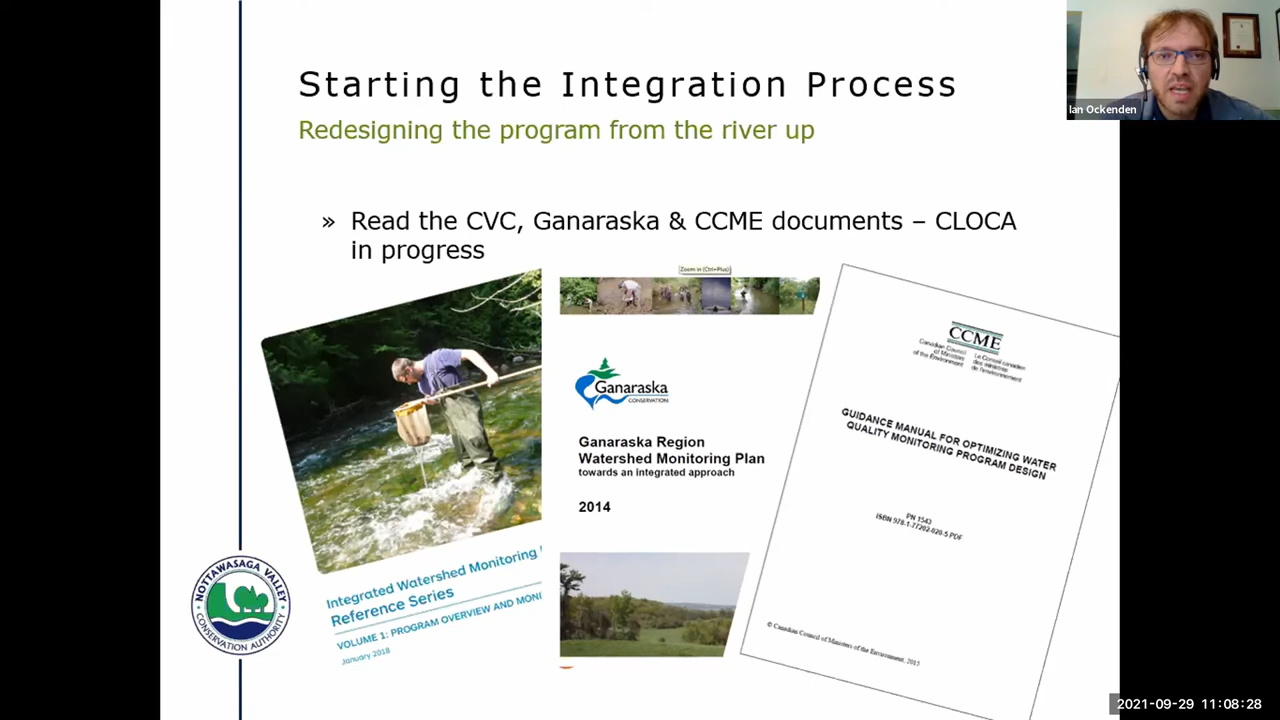 Starting the Integration Process
Redesigning the program from the river up
» Read the CVC, Ganaraska & CCME documents – CLOCA
in progress
Ian Ockenden
Zoom in (Ctrl+Plus)
Integrated Watershed Monitoring
Reference Series
VOLUME 1: PROGRAM OVERVIEW AND MONI
January 2018
Ganaraska
CONSERVATION
Ganaraska Region
Watershed Monitoring Plan
towards an integrated approach
2014
CCME
Canadian Council
of Ministers
of the Environment
Le Conseil canadien
des ministres
de l'environnement
GUIDANCE MANUAL FOR OPTIMIZING WATER
QUALITY MONITORING PROGRAM DESIGN
PN 1543
ISBN 978-1-77202-020-5 PDF
© Canadian Council of Ministers of the Environment, 2015
NOTTAWASAGA VALLEY
CONSERVATION AUTHORITY
2021-09-29 11:08:28